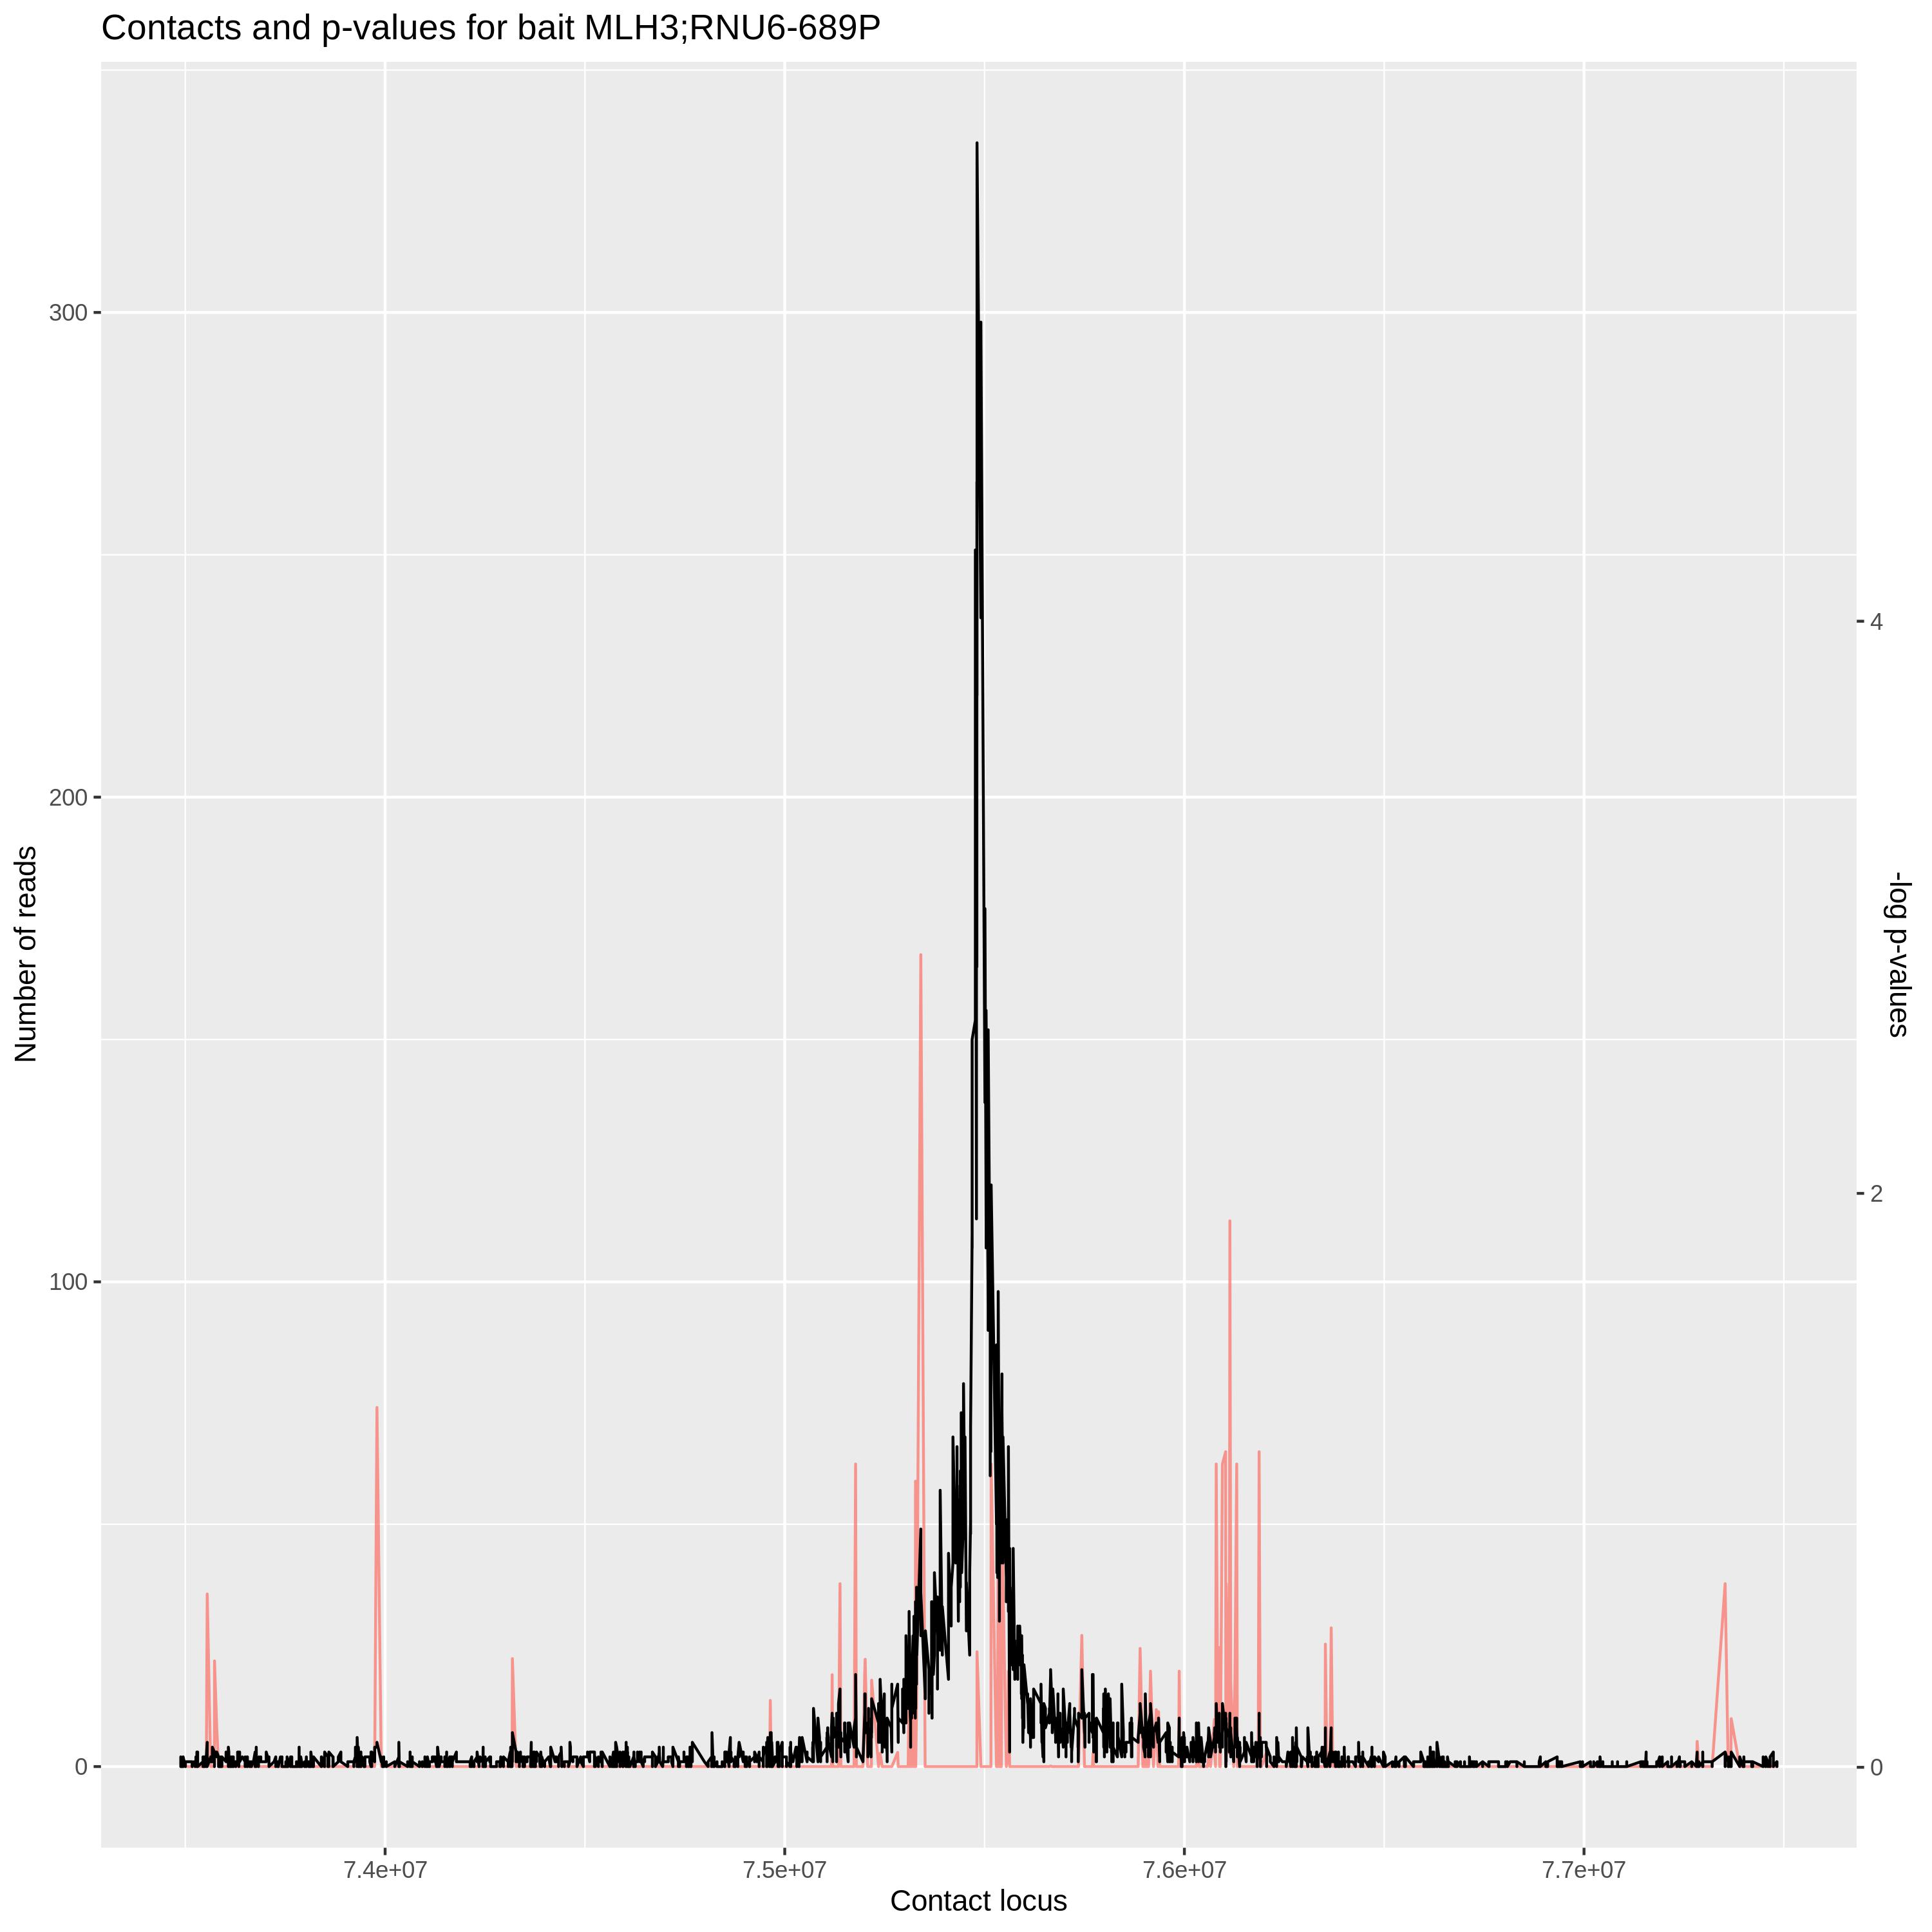 Contacts and p-values for bait MLH3;RNU6-689P
300
200
100
0
Number of reads
4
2
0
-log p-values
7.4e+07 7.5e+07 7.6e+07 7.7e+07
Contact locus